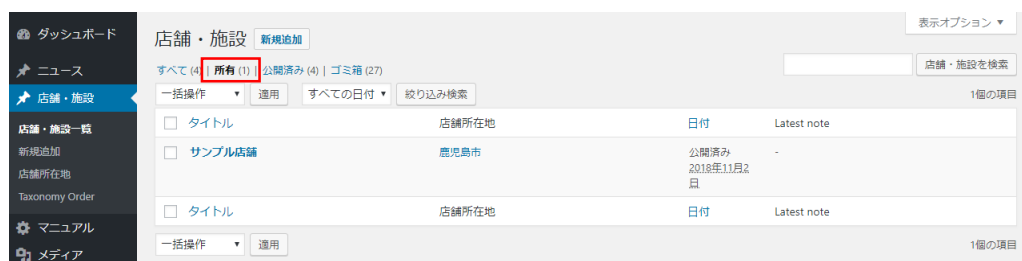 ダッシュボード
ニュース
店舗・施設
店舗・施設一覧
新規追加
店舗所在地
Taxonomy Order
マニュアル
メディア
表示オプション ▼
店舗・施設 新規追加
すべて (4) | 所有 (1) | 公開済み (4) | ゴミ箱 (27)
店舗・施設を検索
一括操作 ▼ 適用 すべての日付 ▼ 絞り込み検索
1個の項目
タイトル 店舗所在地 日付 Latest note
サンプル店舗 鹿児島市 公開済み -
2018年11月2
日
タイトル 店舗所在地 日付 Latest note
一括操作 ▼ 適用
1個の項目